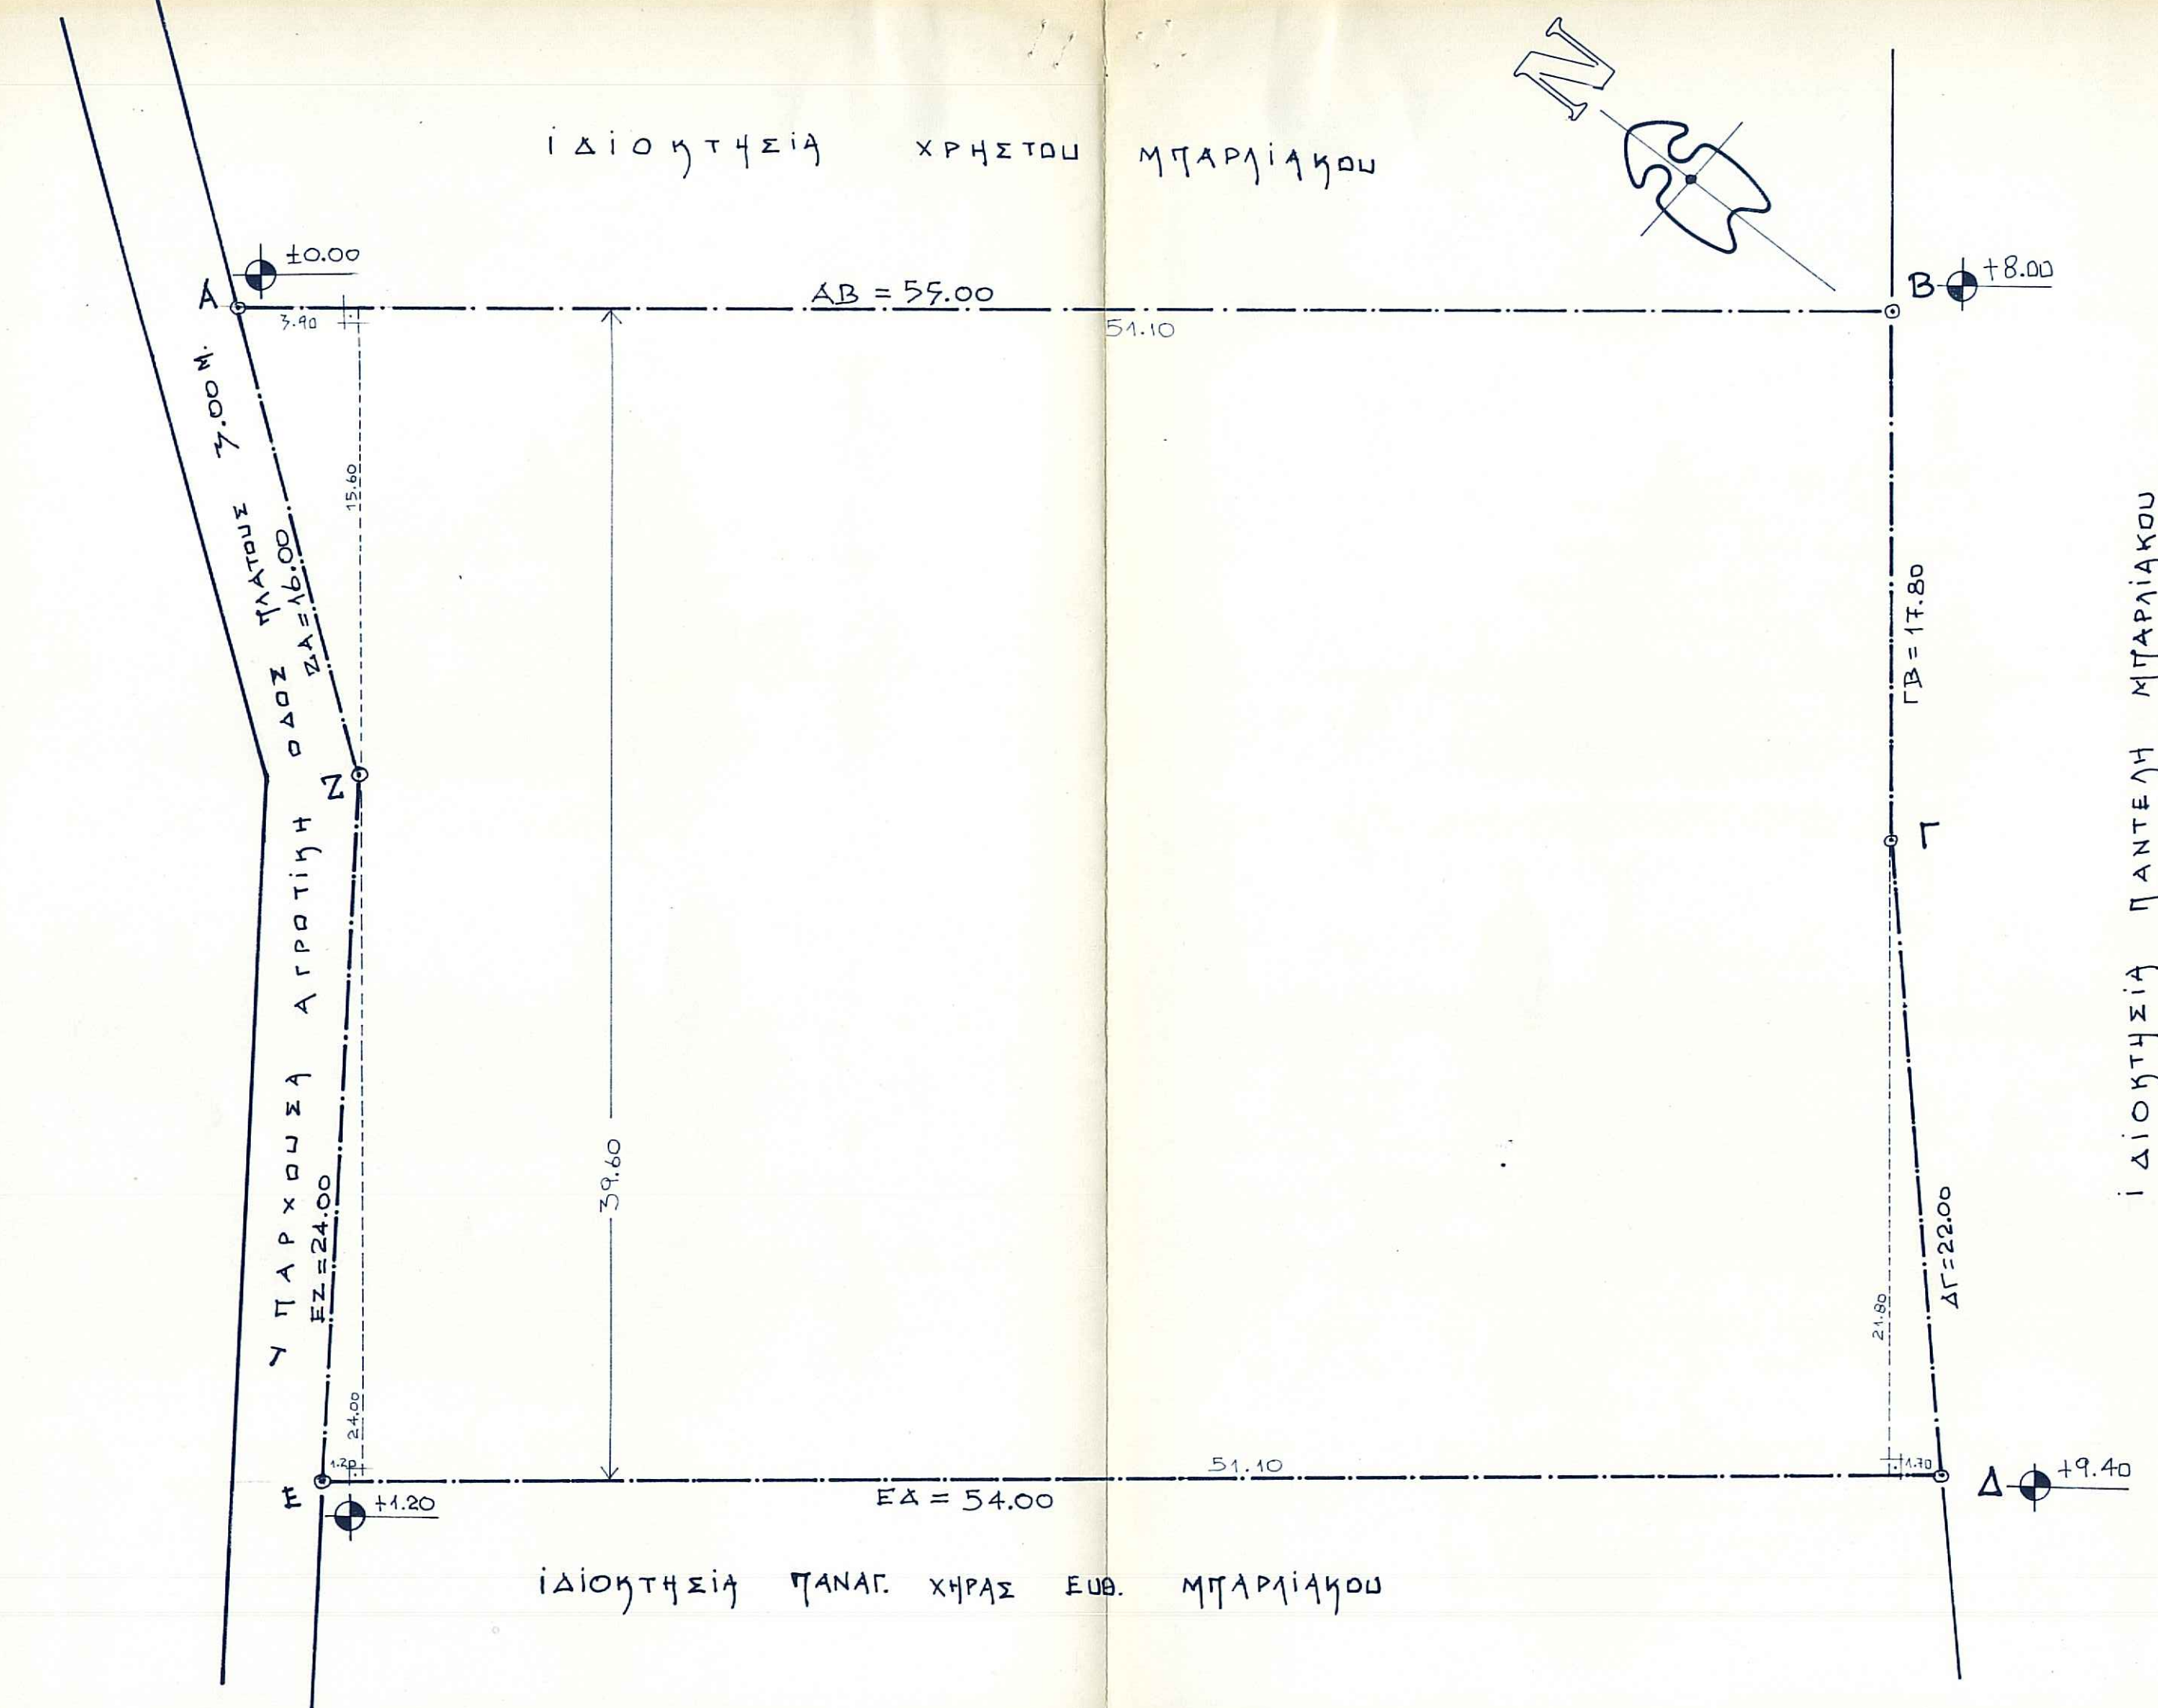 N
ΙΔΙΟΚΤΗΣΙΑ ΧΡΗΣΤΟΥ ΜΠΑΡΛΙΑΚΟΥ
±0.00
A
AB = 55.00
B
+8.00
3.90
51.10
15.60
ΖΑ=16.00
ΥΠΑΡΧΟΥΣΑ ΑΓΡΟΤΙΚΗ ΟΔΟΣ ΠΛΑΤΟΥΣ 3.00 Μ.
ΓΒ = 17.80
Ζ
Γ
39.60
ΙΔΙΟΚΤΗΣΙΑ ΠΑΝΤΕΛΗ ΜΠΑΡΛΙΑΚΟΥ
ΕΖ=24.00
24.00
ΔΓ=22.00
21.80
1.20
51.10
1.70
Ε
+1.20
ΕΔ = 54.00
Δ
+9.40
ΙΔΙΟΚΤΗΣΙΑ ΠΑΝΑΓ. ΧΗΡΑΣ ΕΥΘ. ΜΠΑΡΛΙΑΚΟΥ